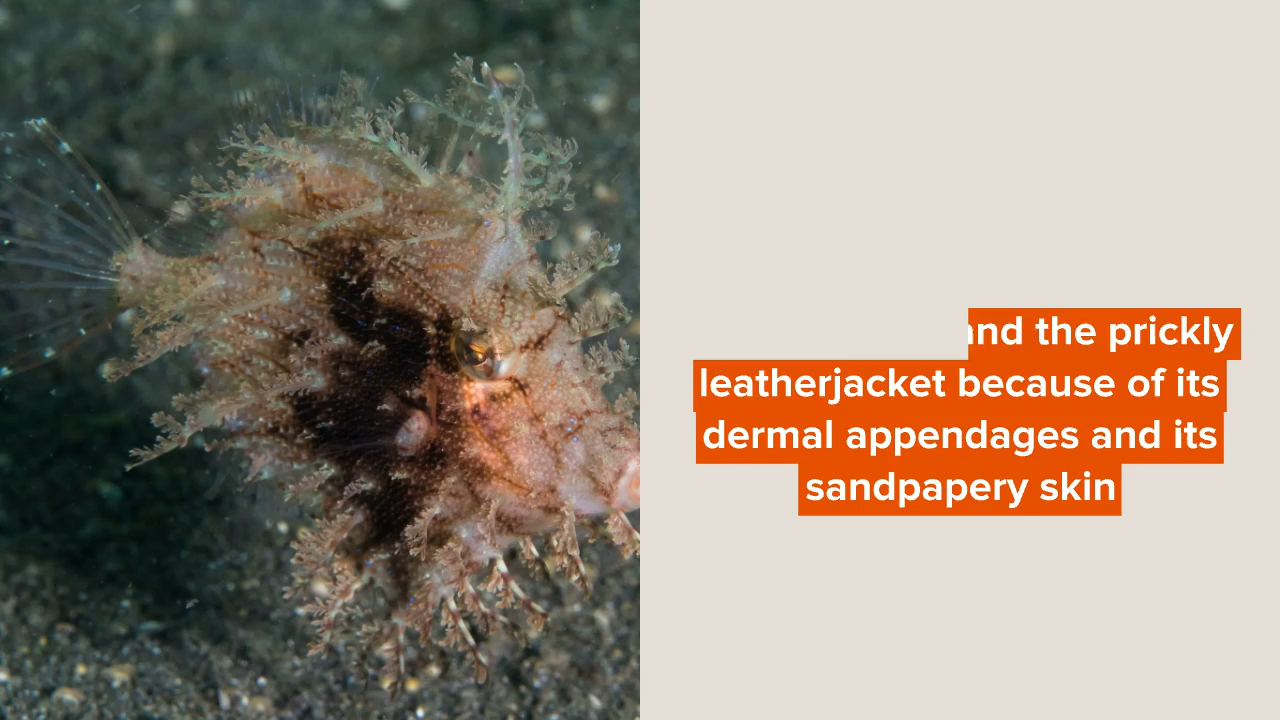 and the prickly
leatherjacket because of its
dermal appendages and its
sandpapery skin